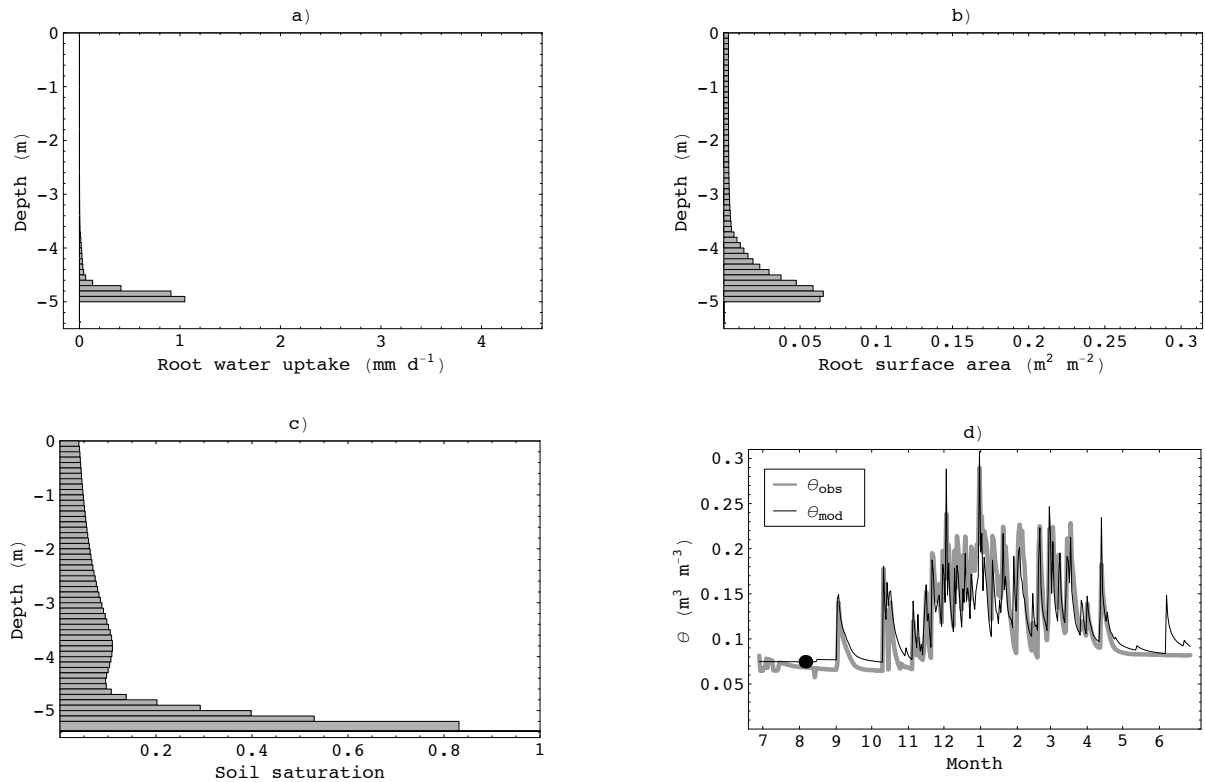 a)
0
-1
-2
-3
-4
-5
Depth (m)
0 1 2 3 4
Root water uptake (mm d⁻¹)
b)
0
-1
-2
-3
-4
-5
Depth (m)
0.05 0.1 0.15 0.2 0.25 0.3
Root surface area (m² m⁻²)
c)
0
-1
-2
-3
-4
-5
Depth (m)
0.2 0.4 0.6 0.8 1
Soil saturation
d)
0.3
0.25
0.2
0.15
0.1
0.05
θ (m³ m⁻³)
θobs
θmod
7 8 9 10 11 12 1 2 3 4 5 6
Month